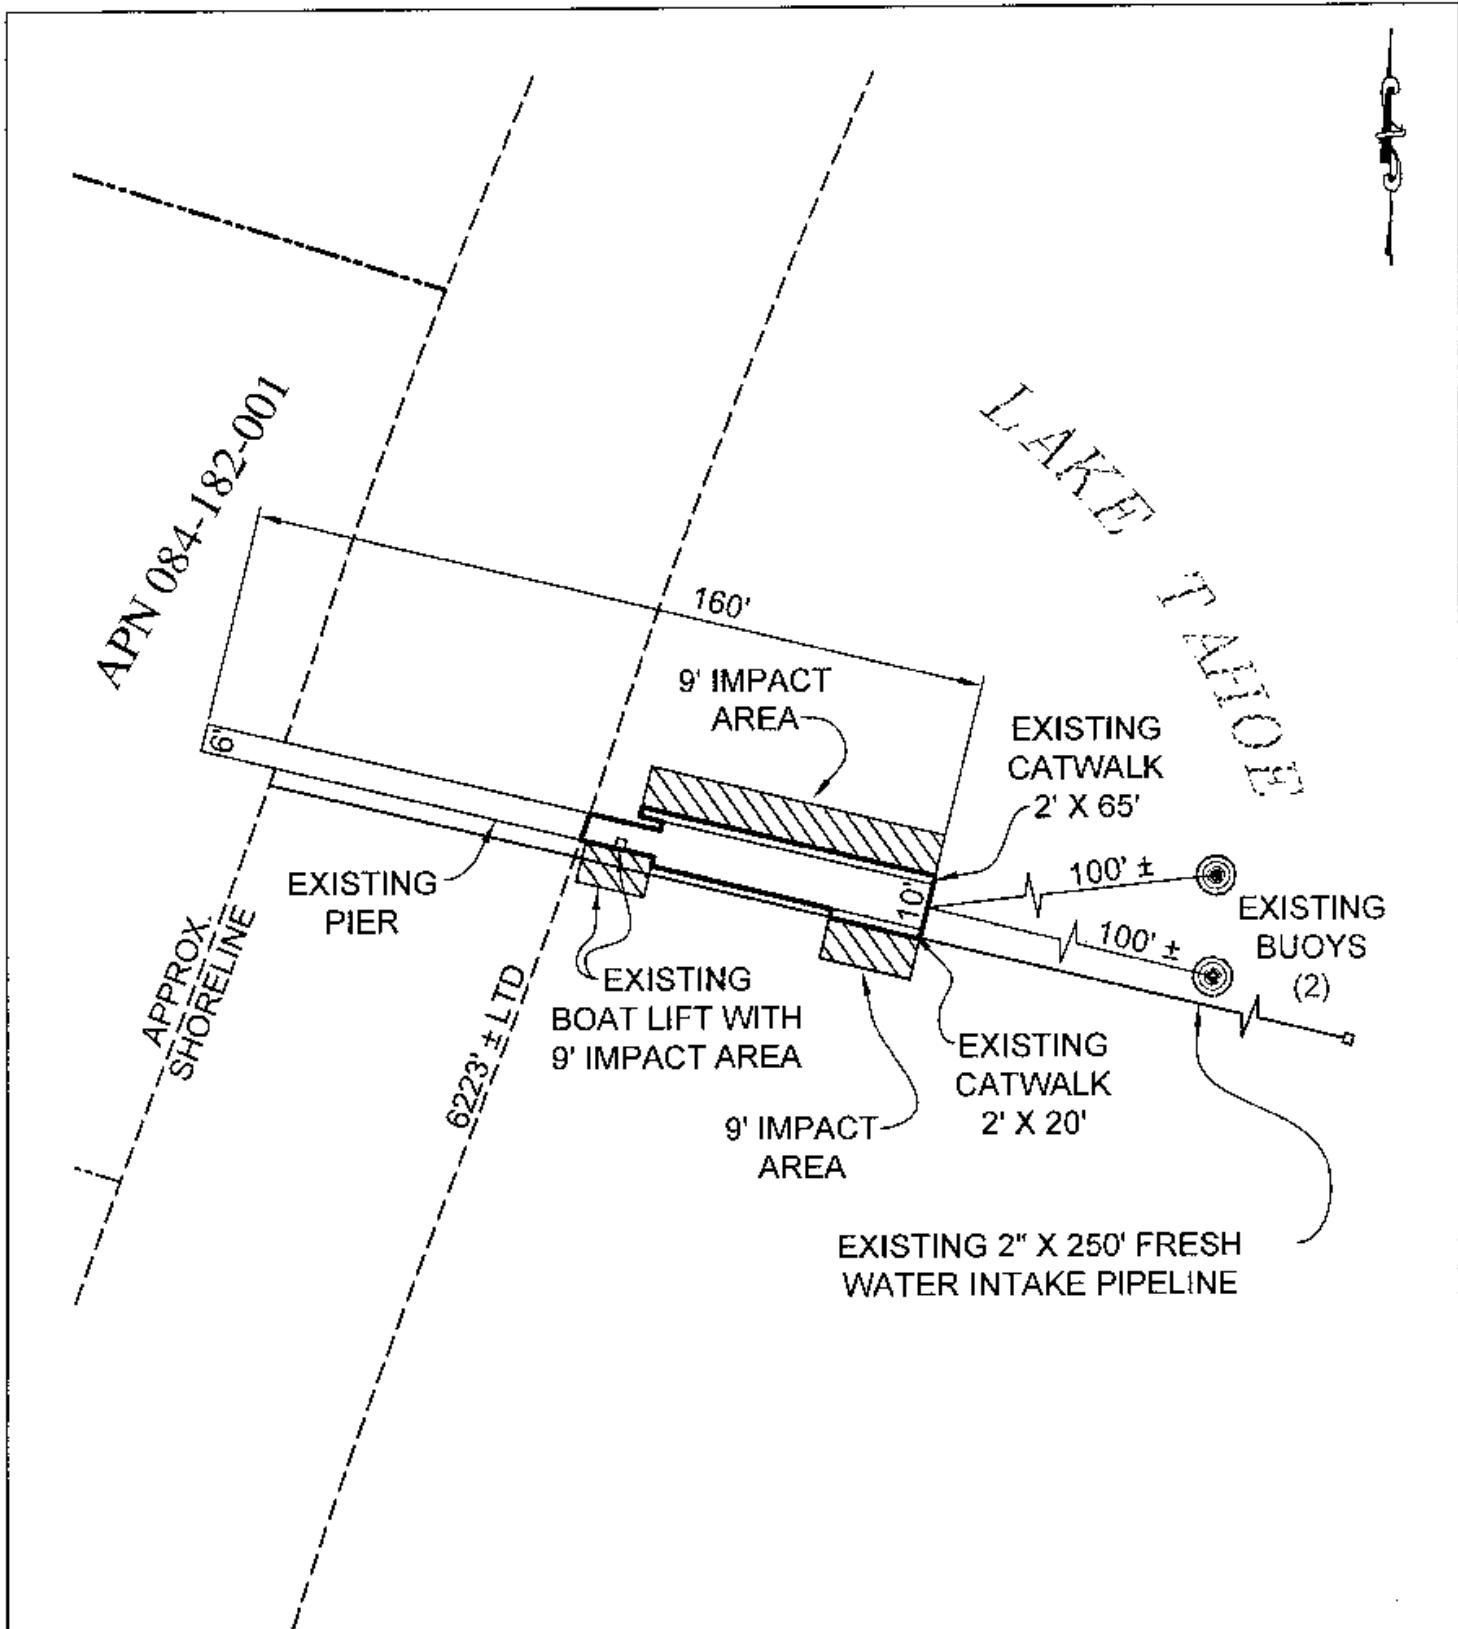 APN 084-182-001
LAKE TAHOE
160'
6'
9' IMPACT
AREA
EXISTING
CATWALK
2' X 65'
100' ±
EXISTING
BUOYS
(2)
100' ±
10'
EXISTING
PIER
APPROX.
SHORELINE
6223' ± LTD
EXISTING
BOAT LIFT WITH
9' IMPACT AREA
EXISTING
CATWALK
2' X 20'
9' IMPACT
AREA
EXISTING 2" X 250' FRESH
WATER INTAKE PIPELINE